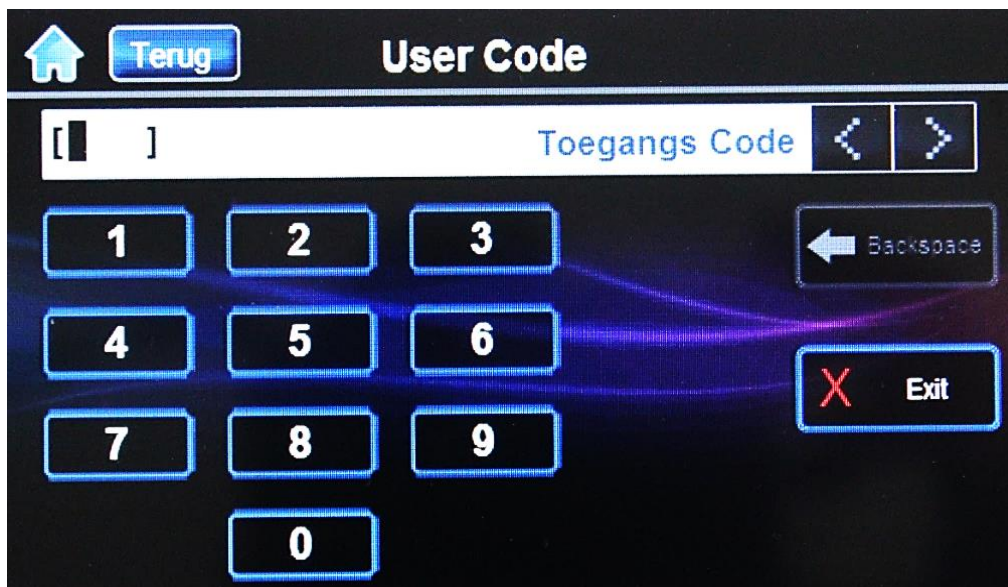 Terug User Code
[ ] Toegangs Code < >
1 2 3 Backspace
4 5 6
X Exit
7 8 9
0